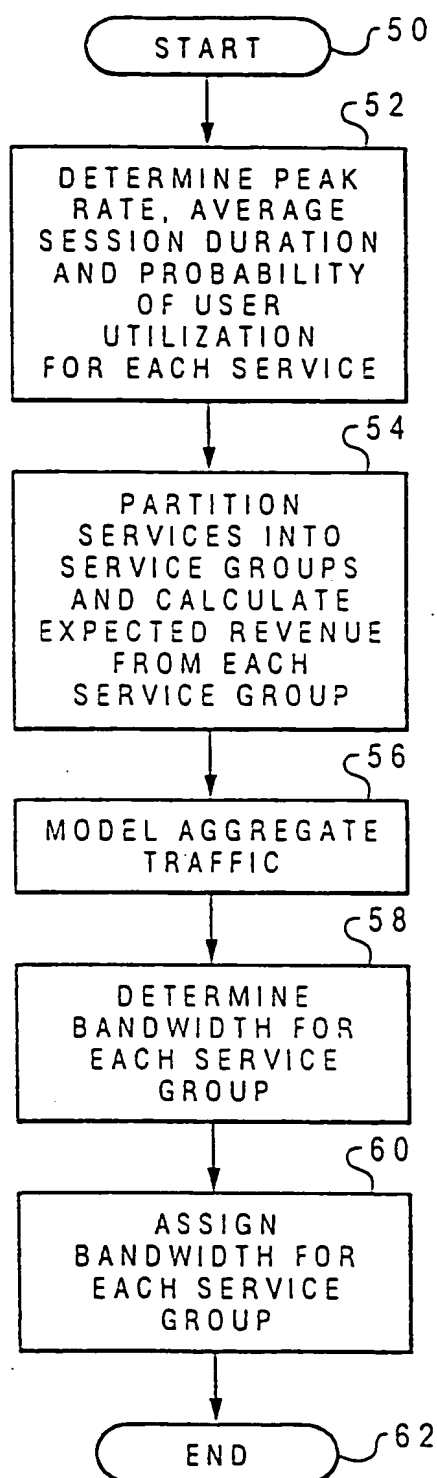 START
50
52
DETERMINE PEAK
RATE, AVERAGE
SESSION DURATION
AND PROBABILITY
OF USER
UTILIZATION
FOR EACH SERVICE
54
PARTITION
SERVICES INTO
SERVICE GROUPS
AND CALCULATE
EXPECTED REVENUE
FROM EACH
SERVICE GROUP
56
MODEL AGGREGATE
TRAFFIC
58
DETERMINE
BANDWIDTH FOR
EACH SERVICE
GROUP
60
ASSIGN
BANDWIDTH FOR
EACH SERVICE
GROUP
END
62